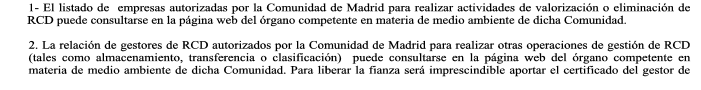 1- El listado de empresas autorizadas por la Comunidad de Madrid para realizar actividades de valorización o eliminación de
RCD puede consultarse en la página web del órgano competente en materia de medio ambiente de dicha Comunidad.
2. La relación de gestores de RCD autorizados por la Comunidad de Madrid para realizar otras operaciones de gestión de RCD
(tales como almacenamiento, transferencia o clasificación) puede consultarse en la página web del órgano competente en
materia de medio ambiente de dicha Comunidad. Para liberar la fianza será imprescindible aportar el certificado del gestor de